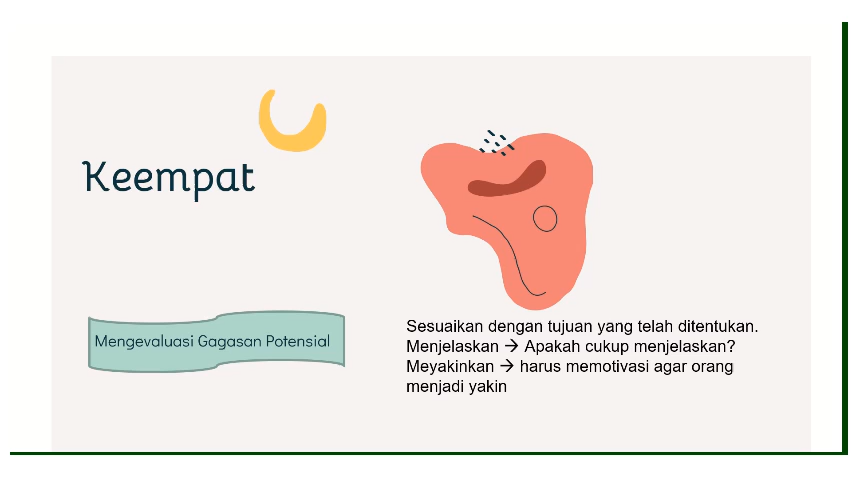 Keempat
Mengevaluasi Gagasan Potensial
Sesuaikan dengan tujuan yang telah ditentukan.
Menjelaskan → Apakah cukup menjelaskan?
Meyakinkan → harus memotivasi agar orang
menjadi yakin